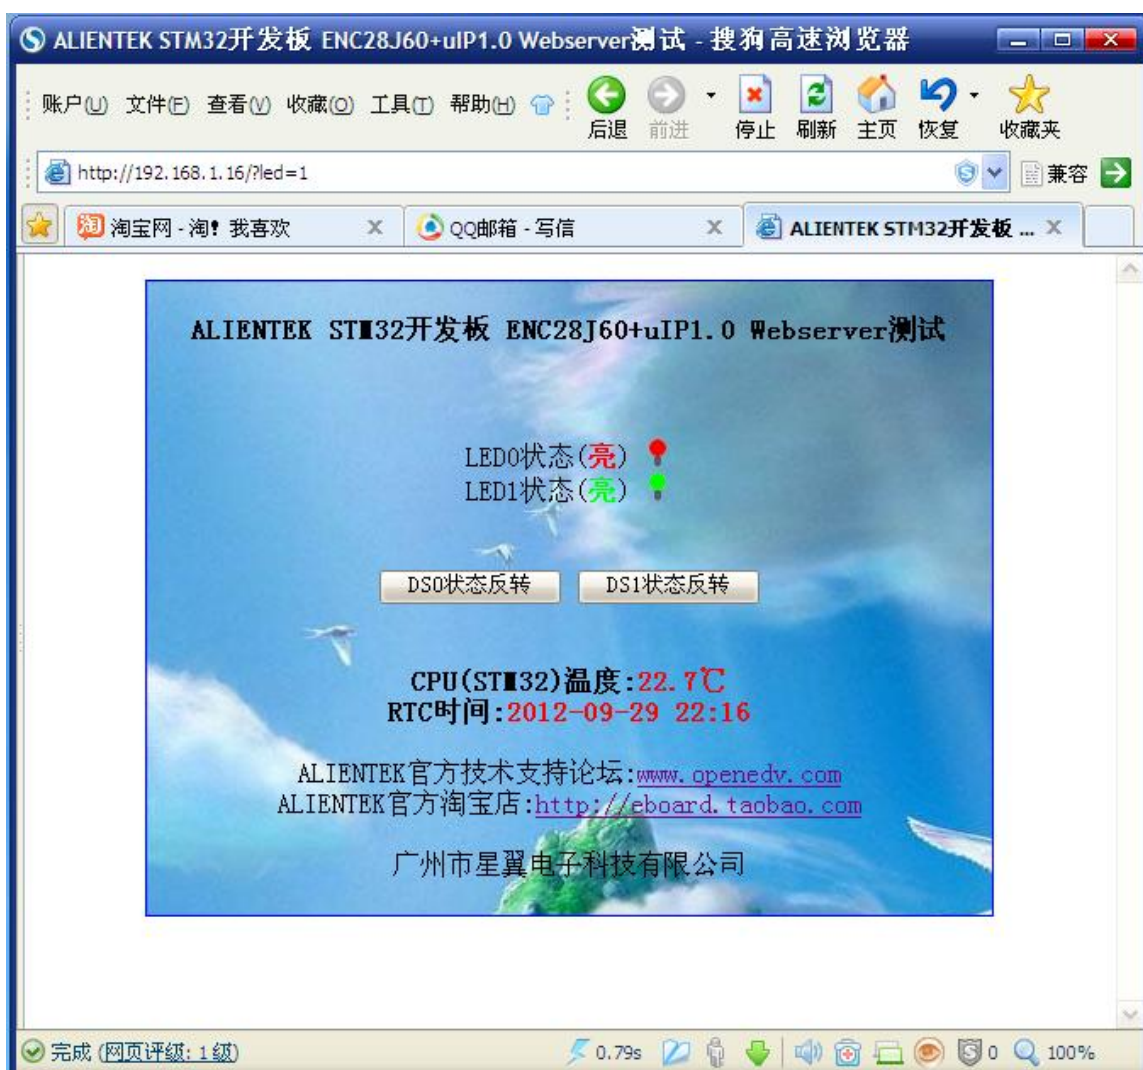 ALIENTEK STM32开发板 ENC28J60+uIP1.0 Webserver测试 - 搜狗高速浏览器
账户(U) 文件(F) 查看(V) 收藏(O) 工具(T) 帮助(H) 后退 前进 停止 刷新 主页 恢复 收藏夹
http://192.168.1.16/?led=1 兼容
淘宝网 - 淘！我喜欢 X QQ邮箱 - 写信 X ALIENTEK STM32开发板 ... X
ALIENTEK STM32开发板 ENC28J60+uIP1.0 Webserver测试
LED0状态(亮)
LED1状态(亮)
DS0状态反转 DS1状态反转
CPU(STM32)温度:22.7℃
RTC时间:2012-09-29 22:16
ALIENTEK官方技术支持论坛:www.openedv.com
ALIENTEK官方淘宝店:http://eboard.taobao.com
广州市星翼电子科技有限公司
完成 (网页评级: 1级) 0.79s 0 100%